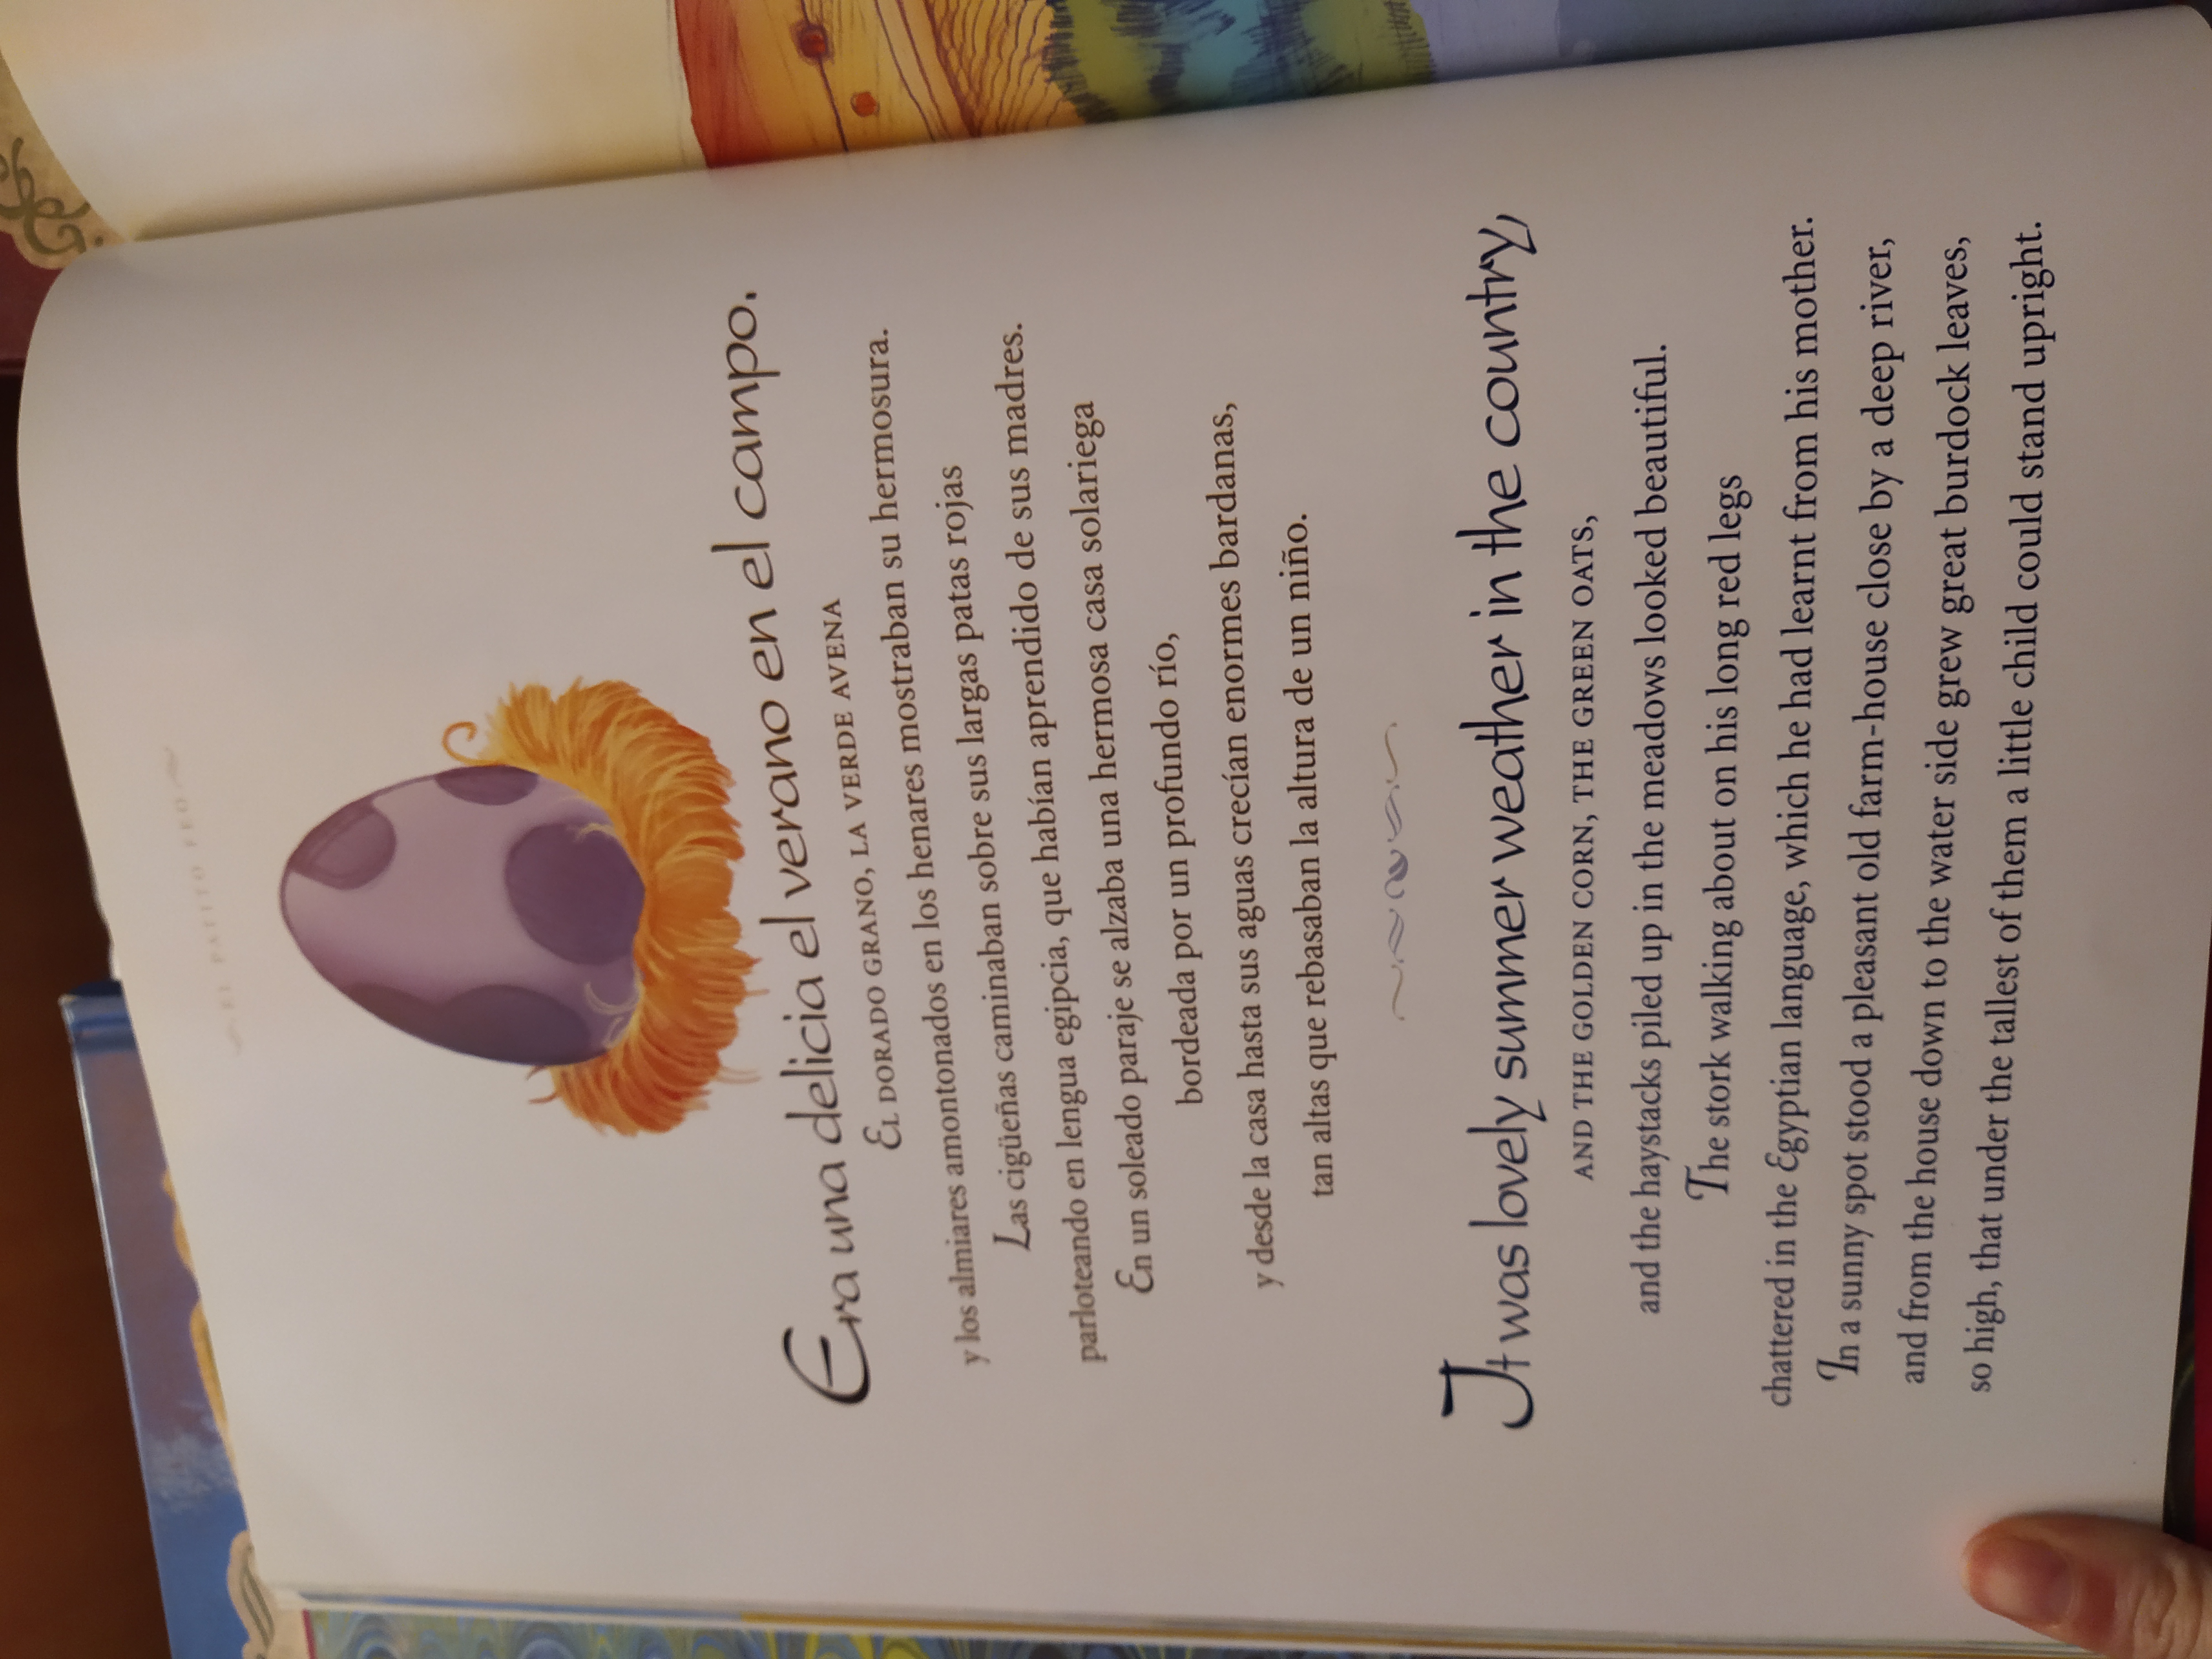 EL PATITO FEO
Era una delicia el verano en el campo.
EL DORADO GRANO, LA VERDE AVENA
y los almiares amontonados en los henares mostraban su hermosura.
Las cigüeñas caminaban sobre sus largas patas rojas
parloteando en lengua egipcia, que habían aprendido de sus madres.
En un soleado paraje se alzaba una hermosa casa solariega
bordeada por un profundo río,
y desde la casa hasta sus aguas crecían enormes bardanas,
tan altas que rebasaban la altura de un niño.
It was lovely summer weather in the country,
AND THE GOLDEN CORN, THE GREEN OATS,
and the haystacks piled up in the meadows looked beautiful.
The stork walking about on his long red legs
chattered in the Egyptian language, which he had learnt from his mother.
In a sunny spot stood a pleasant old farm-house close by a deep river,
and from the house down to the water side grew great burdock leaves,
so high, that under the tallest of them a little child could stand upright.